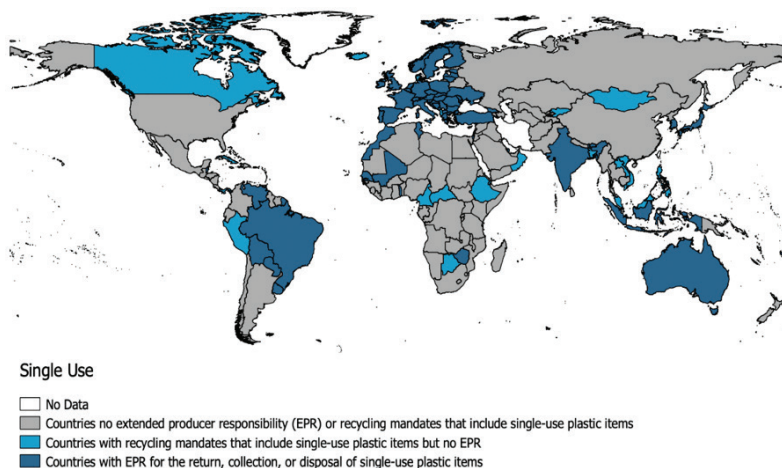 Single Use
No Data
Countries no extended producer responsibility (EPR) or recycling mandates that include single-use plastic items
Countries with recycling mandates that include single-use plastic items but no EPR
Countries with EPR for the return, collection, or disposal of single-use plastic items